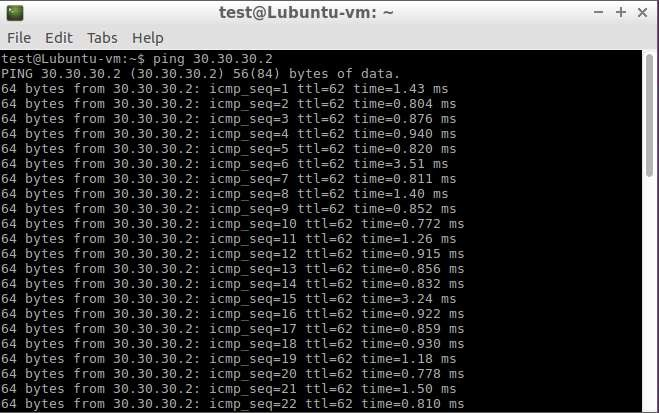 test@Lubuntu-vm: ~
File Edit Tabs Help
test@Lubuntu-vm:~$ ping 30.30.30.2
PING 30.30.30.2 (30.30.30.2) 56(84) bytes of data.
64 bytes from 30.30.30.2: icmp_seq=1 ttl=62 time=1.43 ms
64 bytes from 30.30.30.2: icmp_seq=2 ttl=62 time=0.804 ms
64 bytes from 30.30.30.2: icmp_seq=3 ttl=62 time=0.876 ms
64 bytes from 30.30.30.2: icmp_seq=4 ttl=62 time=0.940 ms
64 bytes from 30.30.30.2: icmp_seq=5 ttl=62 time=0.820 ms
64 bytes from 30.30.30.2: icmp_seq=6 ttl=62 time=3.51 ms
64 bytes from 30.30.30.2: icmp_seq=7 ttl=62 time=0.811 ms
64 bytes from 30.30.30.2: icmp_seq=8 ttl=62 time=1.40 ms
64 bytes from 30.30.30.2: icmp_seq=9 ttl=62 time=0.852 ms
64 bytes from 30.30.30.2: icmp_seq=10 ttl=62 time=0.772 ms
64 bytes from 30.30.30.2: icmp_seq=11 ttl=62 time=1.26 ms
64 bytes from 30.30.30.2: icmp_seq=12 ttl=62 time=0.915 ms
64 bytes from 30.30.30.2: icmp_seq=13 ttl=62 time=0.856 ms
64 bytes from 30.30.30.2: icmp_seq=14 ttl=62 time=0.832 ms
64 bytes from 30.30.30.2: icmp_seq=15 ttl=62 time=3.24 ms
64 bytes from 30.30.30.2: icmp_seq=16 ttl=62 time=0.922 ms
64 bytes from 30.30.30.2: icmp_seq=17 ttl=62 time=0.859 ms
64 bytes from 30.30.30.2: icmp_seq=18 ttl=62 time=0.930 ms
64 bytes from 30.30.30.2: icmp_seq=19 ttl=62 time=1.18 ms
64 bytes from 30.30.30.2: icmp_seq=20 ttl=62 time=0.778 ms
64 bytes from 30.30.30.2: icmp_seq=21 ttl=62 time=1.50 ms
64 bytes from 30.30.30.2: icmp_seq=22 ttl=62 time=0.810 ms